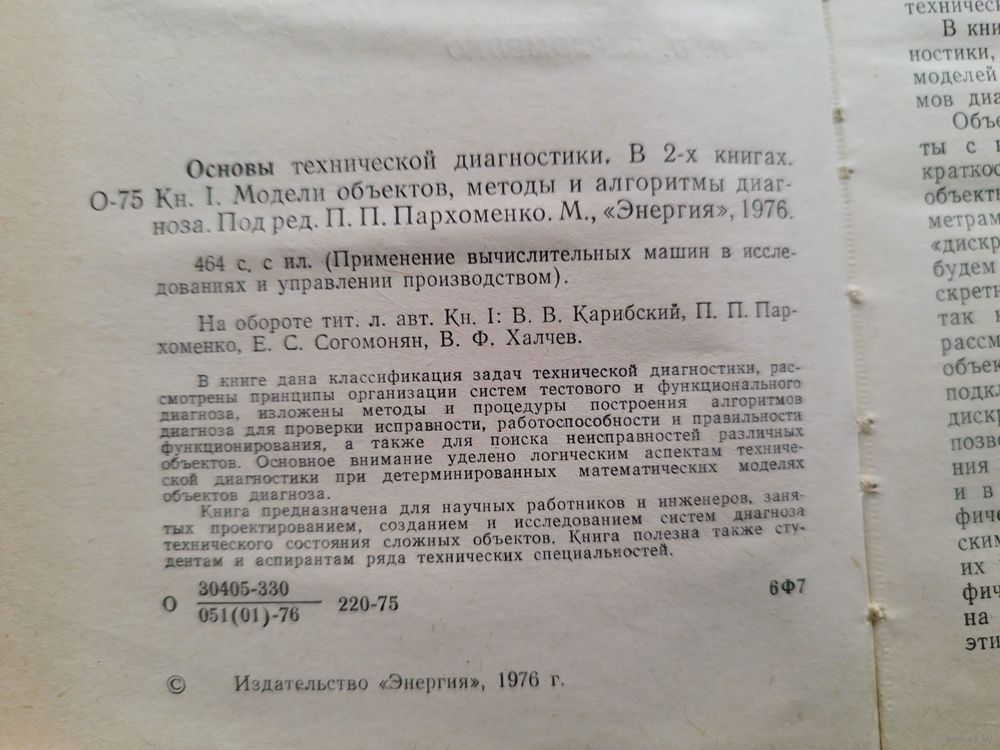 Основы технической диагностики. В 2-х книгах.
О-75 Кн. I. Модели объектов, методы и алгоритмы диаг-
ноза. Под ред. П. П. Пархоменко. М., «Энергия», 1976.
464 с. с ил. (Применение вычислительных машин в иссле-
дованиях и управлении производством).
На обороте тит. л. авт. Кн. I: В. В. Карибский, П. П. Пар-
хоменко, Е. С. Согомонян, В. Ф. Халчев.
В книге дана классификация задач технической диагностики, рас-
смотрены принципы организации систем тестового и функционального
диагноза, изложены методы и процедуры построения алгоритмов
диагноза для проверки исправности, работоспособности и правильности
функционирования, а также для поиска неисправностей различных
объектов. Основное внимание уделено логическим аспектам техниче-
ской диагностики при детерминированных математических моделях
объектов диагноза.
Книга предназначена для научных работников и инженеров, заня-
тых проектированием, созданием и исследованием систем диагноза
технического состояния сложных объектов. Книга полезна также сту-
дентам и аспирантам ряда технических специальностей.
О 30405-330
051(01)-76 220-75 6Ф7
© Издательство «Энергия», 1976 г.
В кни
ностики,
моделей
мов диа
Объе
ты с
краткос
объекти
метрам
«дискр
будем
скретн
так
рассм
объек
подкл
дискр
позво
ния
и в
фиче
ским
их
фич
на
эти